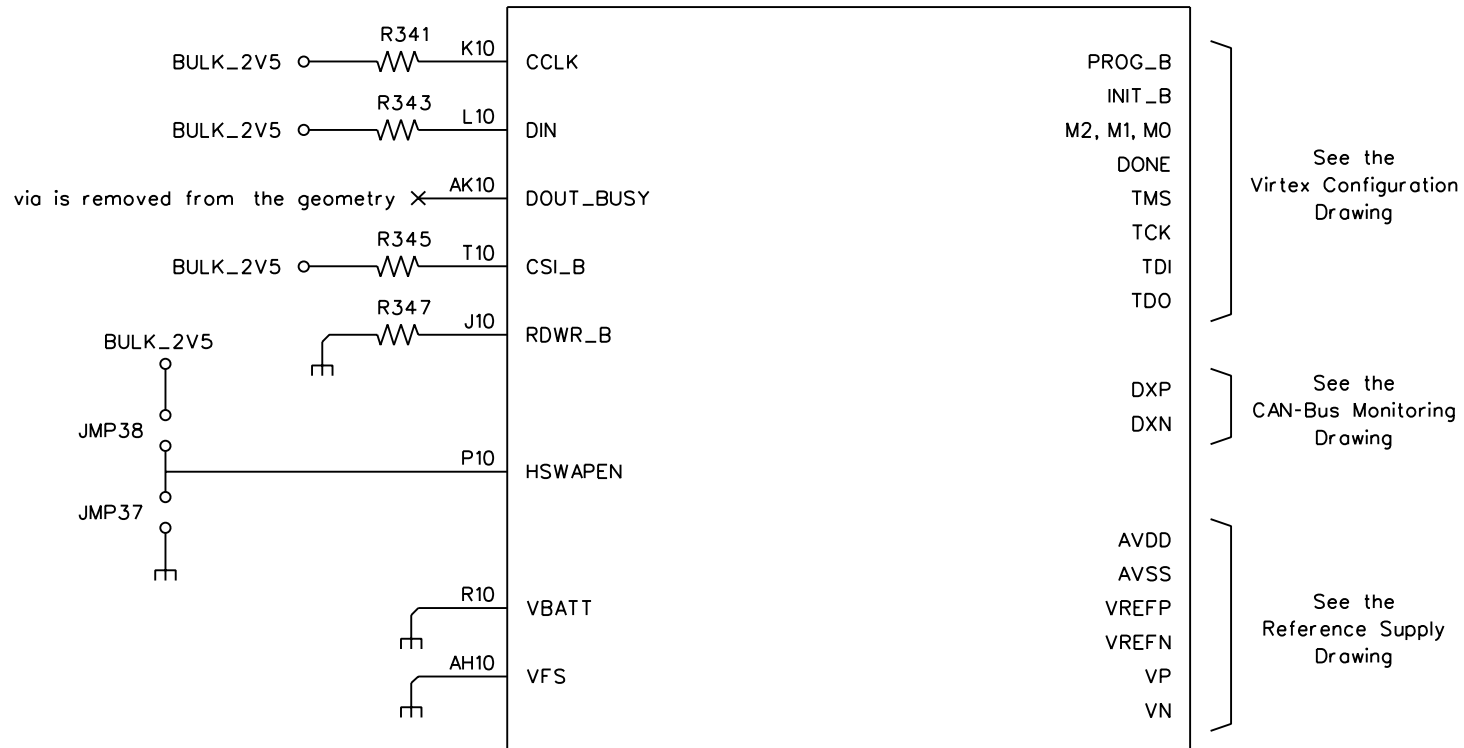 R341
BULK_2V5 K10 CCLK
R343
BULK_2V5 L10 DIN
via is removed from the geometry AK10 DOUT_BUSY
R345
BULK_2V5 T10 CSI_B
R347
J10 RDWR_B
BULK_2V5
JMP38
P10 HSWAPEN
JMP37
R10 VBATT
AH10 VFS
PROG_B
INIT_B
M2, M1, M0
DONE
TMS
TCK
TDI
TDO
See the
Virtex Configuration
Drawing
DXP
DXN
See the
CAN-Bus Monitoring
Drawing
AVDD
AVSS
VREFP
VREFN
VP
VN
See the
Reference Supply
Drawing